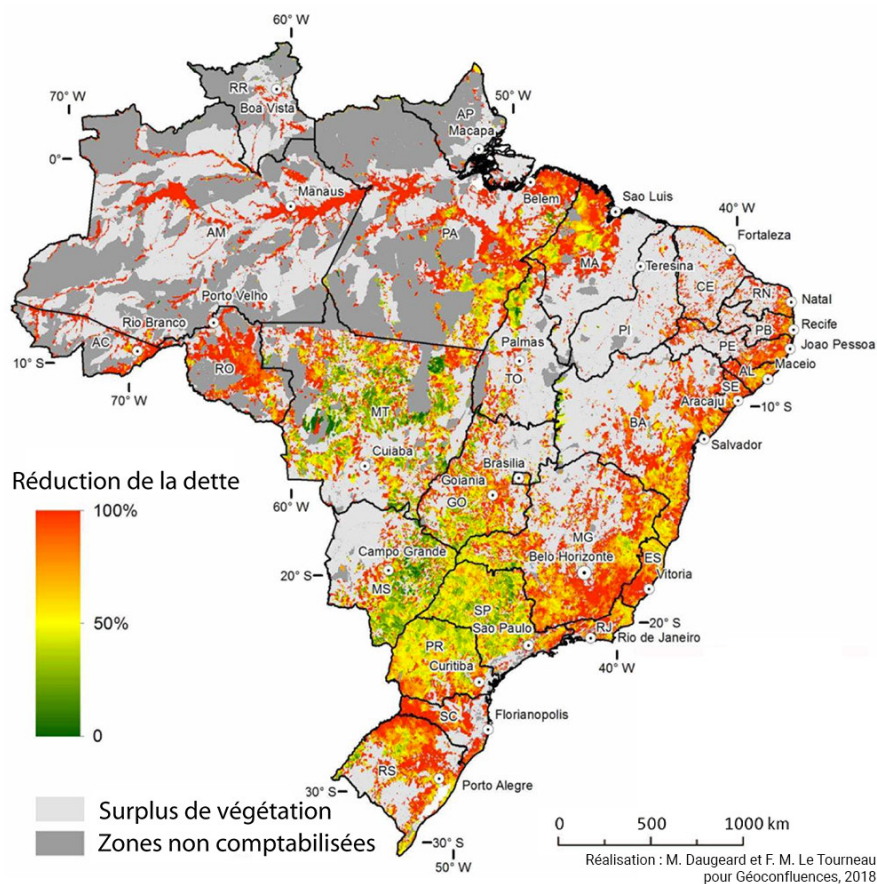 60° W
70° W
RR
Boa Vista
50° W
AP
Macapa
0°
Manaus
Belem
Sao Luis
40° W
AM
PA
Fortaleza
MA
Teresina
CE
RN
Natal
Porto Velho
Rio Branco
PI
PB
Recife
AC
Palmas
PE
Joao Pessoa
10° S
RO
TO
AL
Maceio
SE
70° W
Aracaju
10° S
MT
BA
Salvador
Cuiaba
Brasilia
Réduction de la dette
Goiania
60° W
GO
100%
MG
Campo Grande
Belo Horizonte
ES
20° S
Vitoria
MS
50%
SP
20° S
Sao Paulo
RJ
Rio de Janeiro
PR
40° W
Curitiba
SC
Florianopolis
0
RS
Porto Alegre
30° S
Surplus de végétation
0 500 1000 km
Zones non comptabilisées
30° S
50° W
Réalisation : M. Daugeard et F. M. Le Tourneau
pour Géoconfluences, 2018